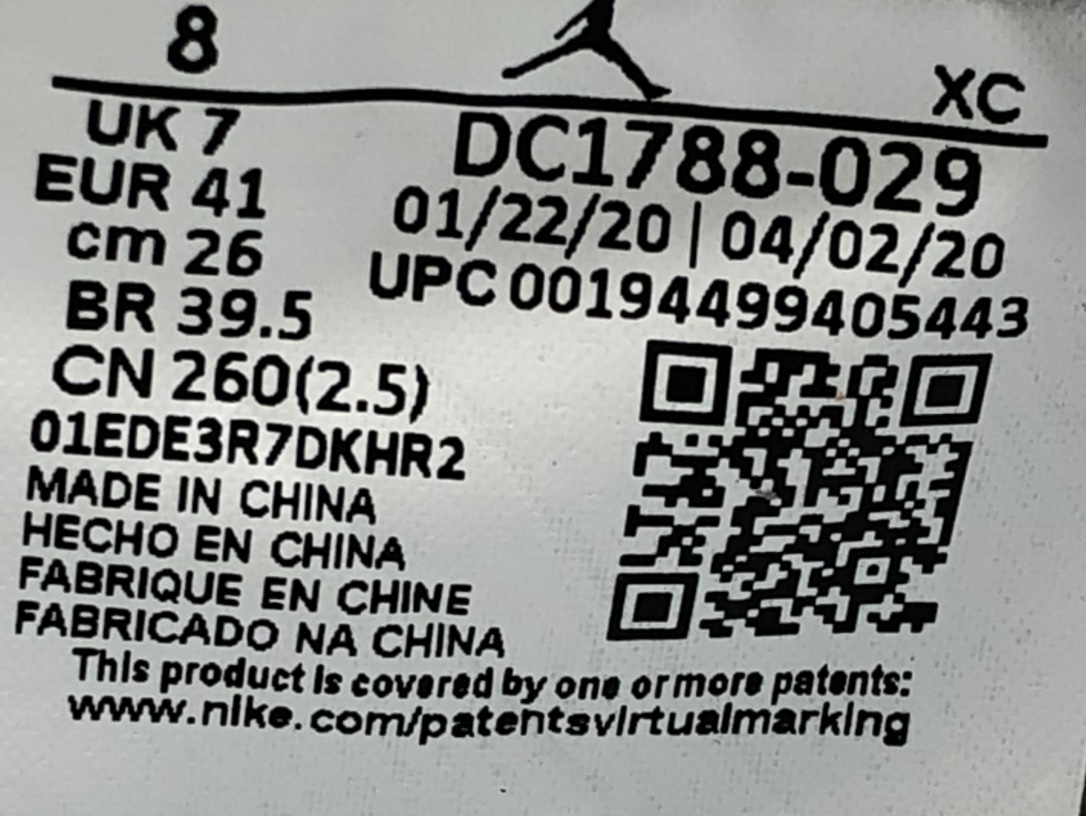 8
XC
UK 7
EUR 41
cm 26
BR 39.5
CN 260(2.5)
01EDE3R7DKHR2
MADE IN CHINA
HECHO EN CHINA
FABRIQUE EN CHINE
FABRICADO NA CHINA
DC1788-029
01/22/20 | 04/02/20
UPC 00194499405443
This product is covered by one or more patents:
www.nike.com/patentsvirtualmarking